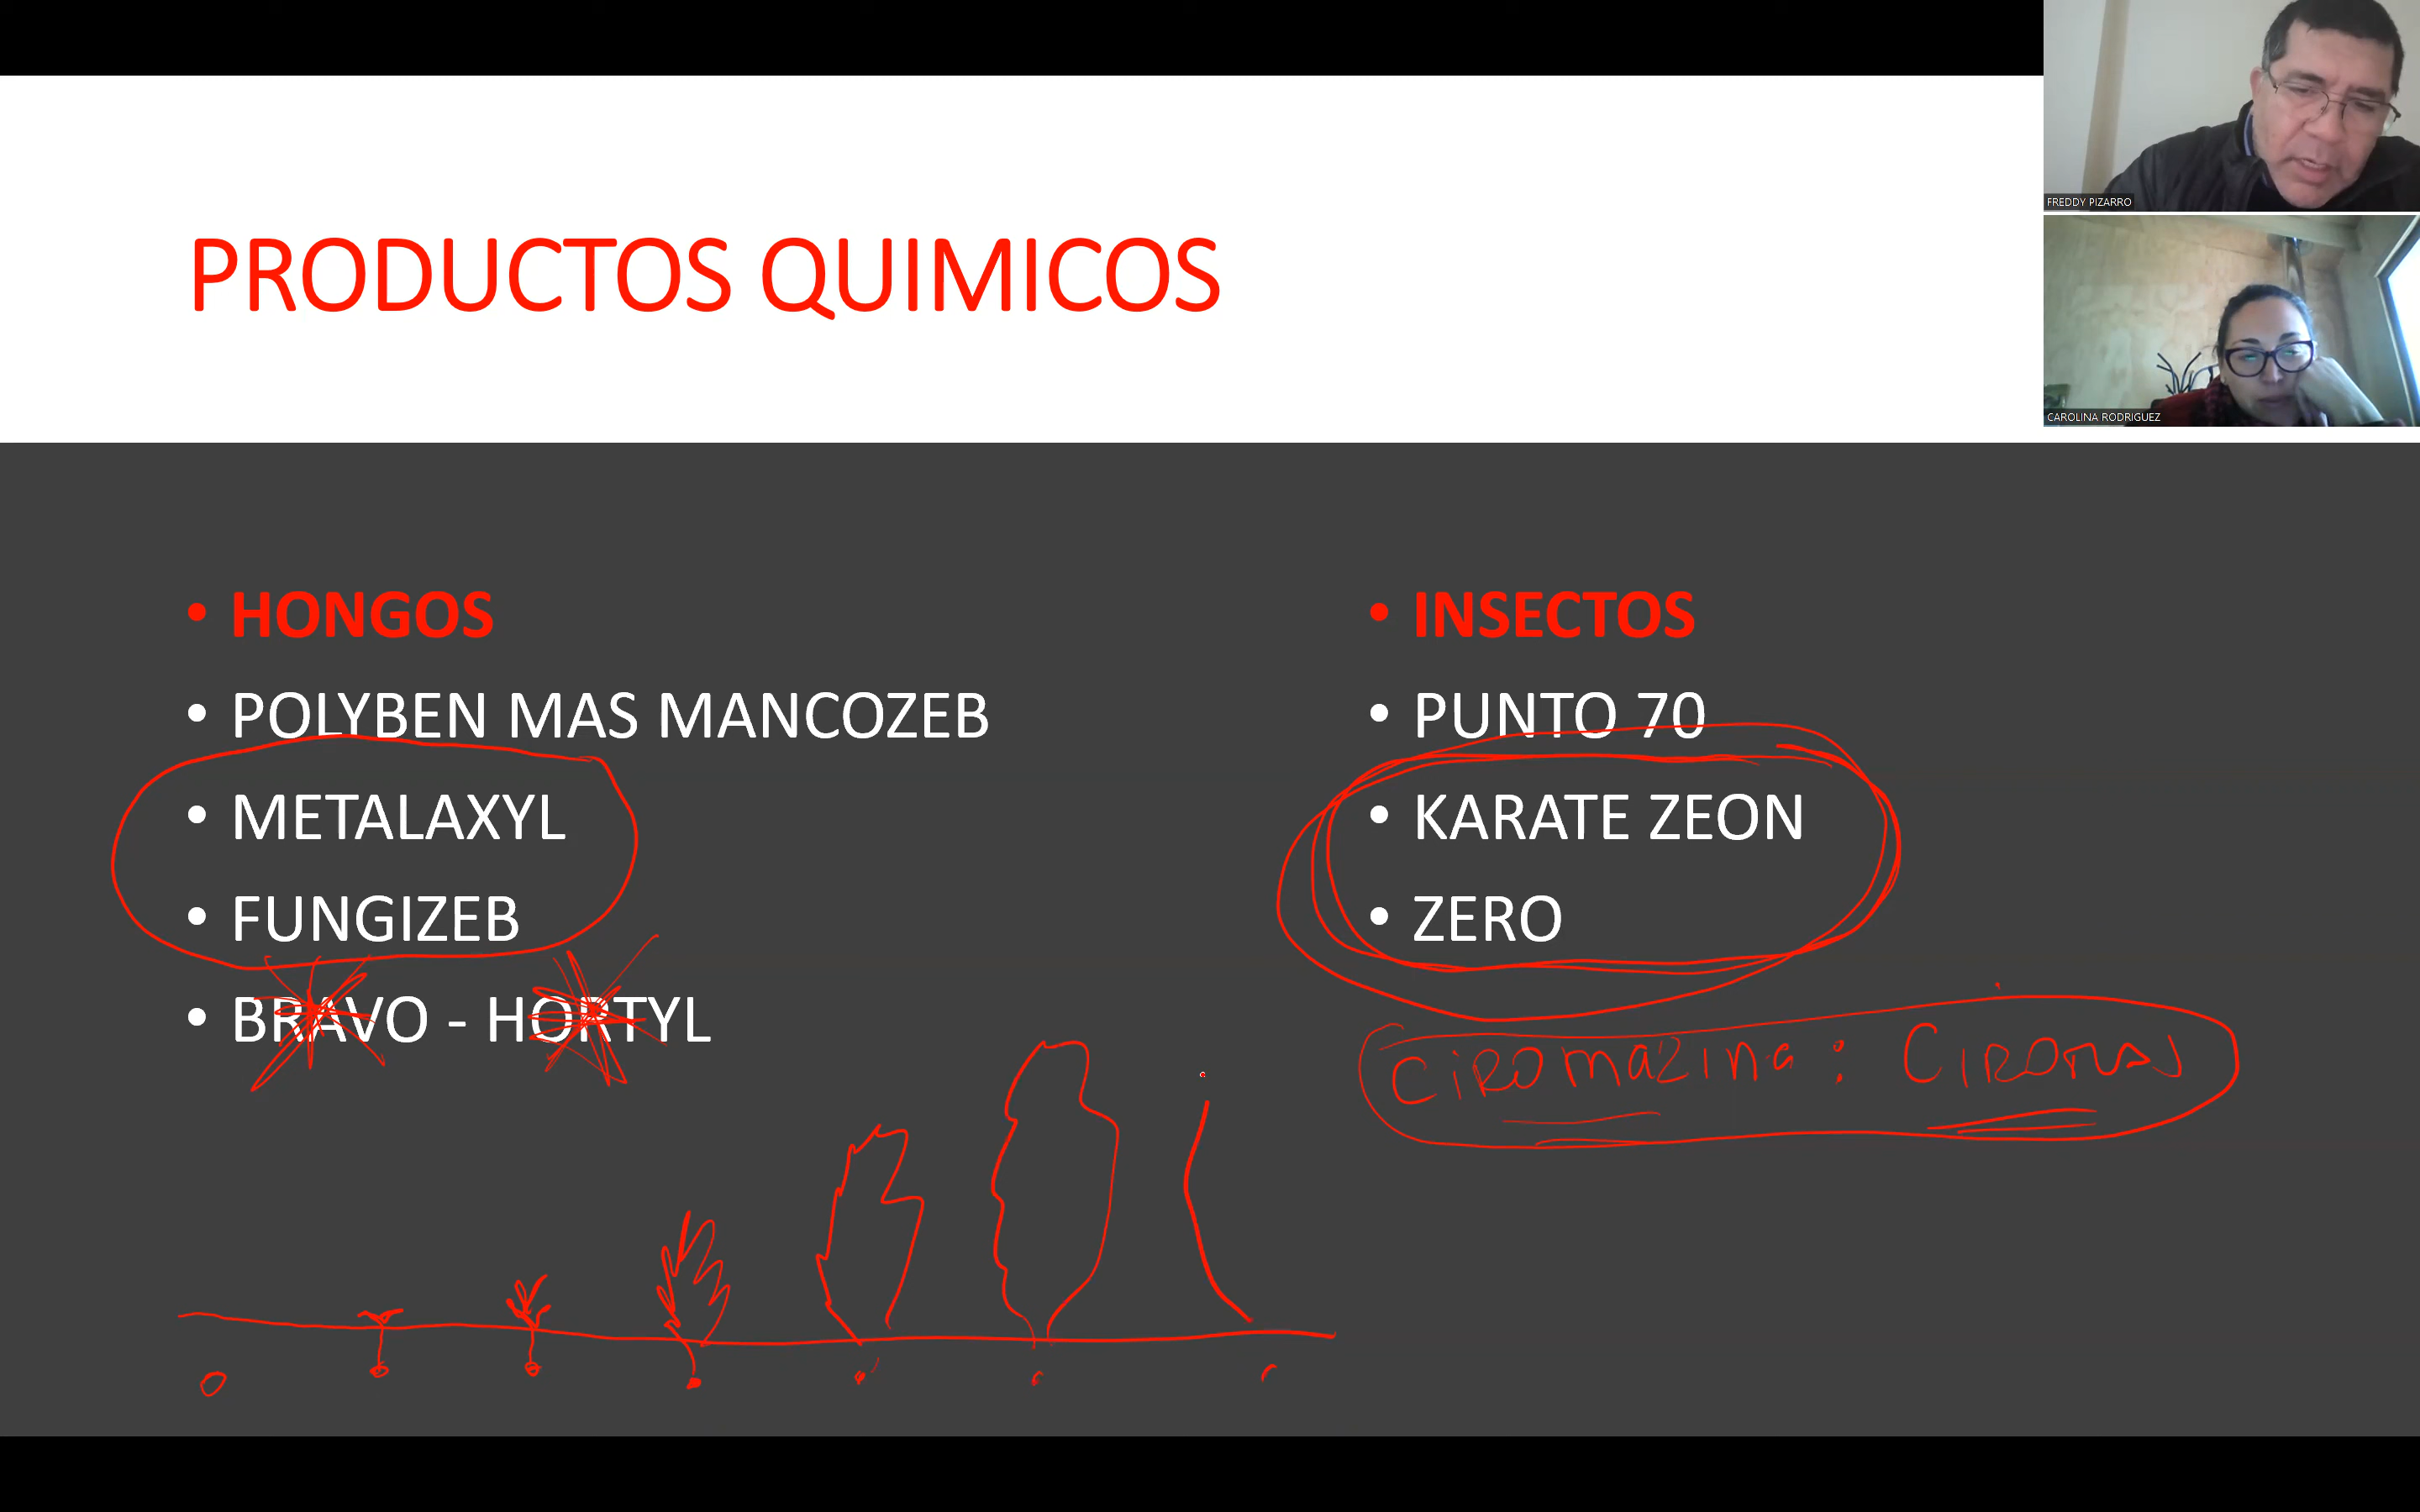 PRODUCTOS QUIMICOS
FREDDY PIZARRO
CAROLINA RODRIGUEZ
• HONGOS
• POLYBEN MAS MANCOZEB
• METALAXYL
• FUNGIZEB
• BRAVO - HORTYL
• INSECTOS
• PUNTO 70
• KARATE ZEON
• ZERO
CIROMAZINA :